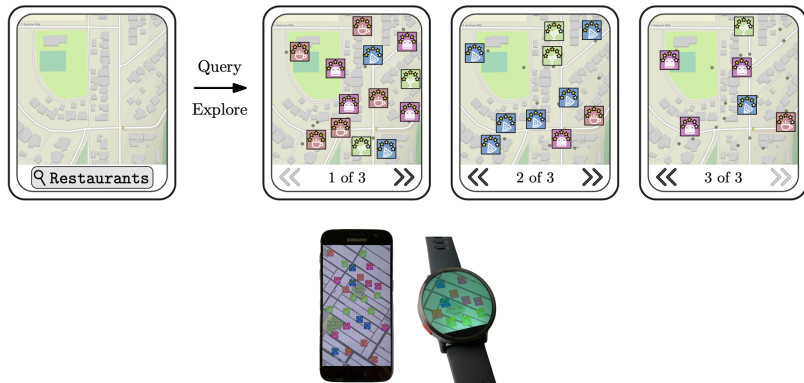 Query
Explore
Restaurants
1 of 3
2 of 3
3 of 3
SAMSUNG